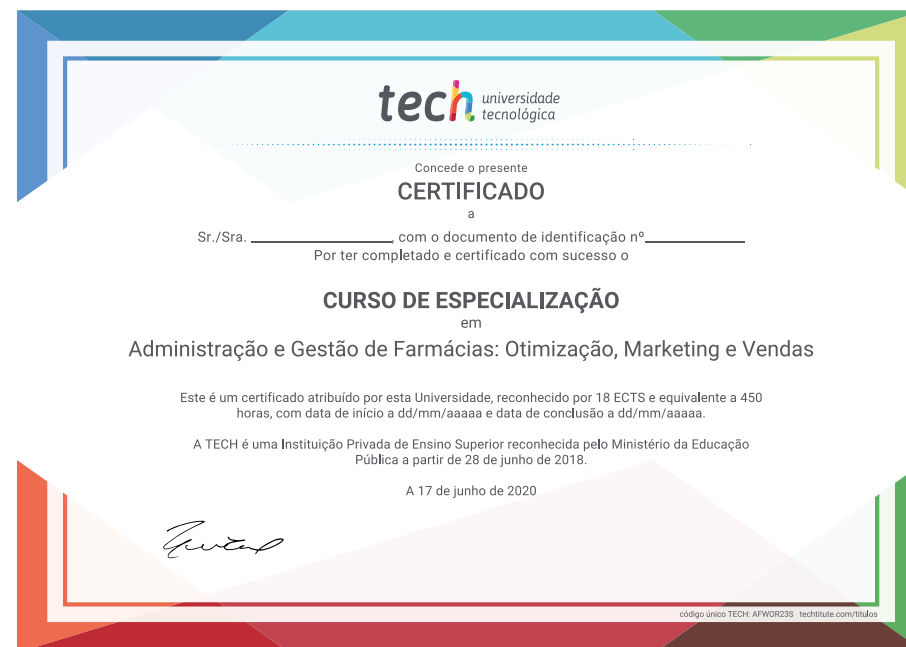 tech universidade
tecnológica
Concede o presente
CERTIFICADO
a
Sr./Sra. ____________________, com o documento de identificação nº______________
Por ter completado e certificado com sucesso o
CURSO DE ESPECIALIZAÇÃO
em
Administração e Gestão de Farmácias: Otimização, Marketing e Vendas
Este é um certificado atribuído por esta Universidade, reconhecido por 18 ECTS e equivalente a 450
horas, com data de início a dd/mm/aaaaa e data de conclusão a dd/mm/aaaaa.
A TECH é uma Instituição Privada de Ensino Superior reconhecida pelo Ministério da Educação
Pública a partir de 28 de junho de 2018.
A 17 de junho de 2020
código único TECH: AFWOR23S techtitute.com/titulos